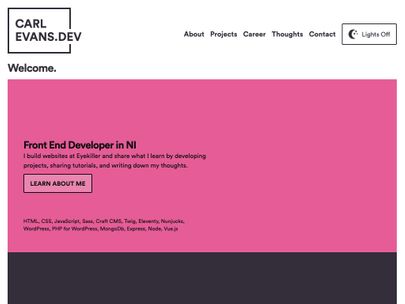 CARL
EVANS.DEV
About Projects Career Thoughts Contact Lights Off
Welcome.
Front End Developer in NI
I build websites at Eyekiller and share what I learn by developing
projects, sharing tutorials, and writing down my thoughts.
LEARN ABOUT ME
HTML, CSS, JavaScript, Sass, Craft CMS, Twig, Eleventy, Nunjucks,
WordPress, PHP for WordPress, MongoDb, Express, Node, Vue.js